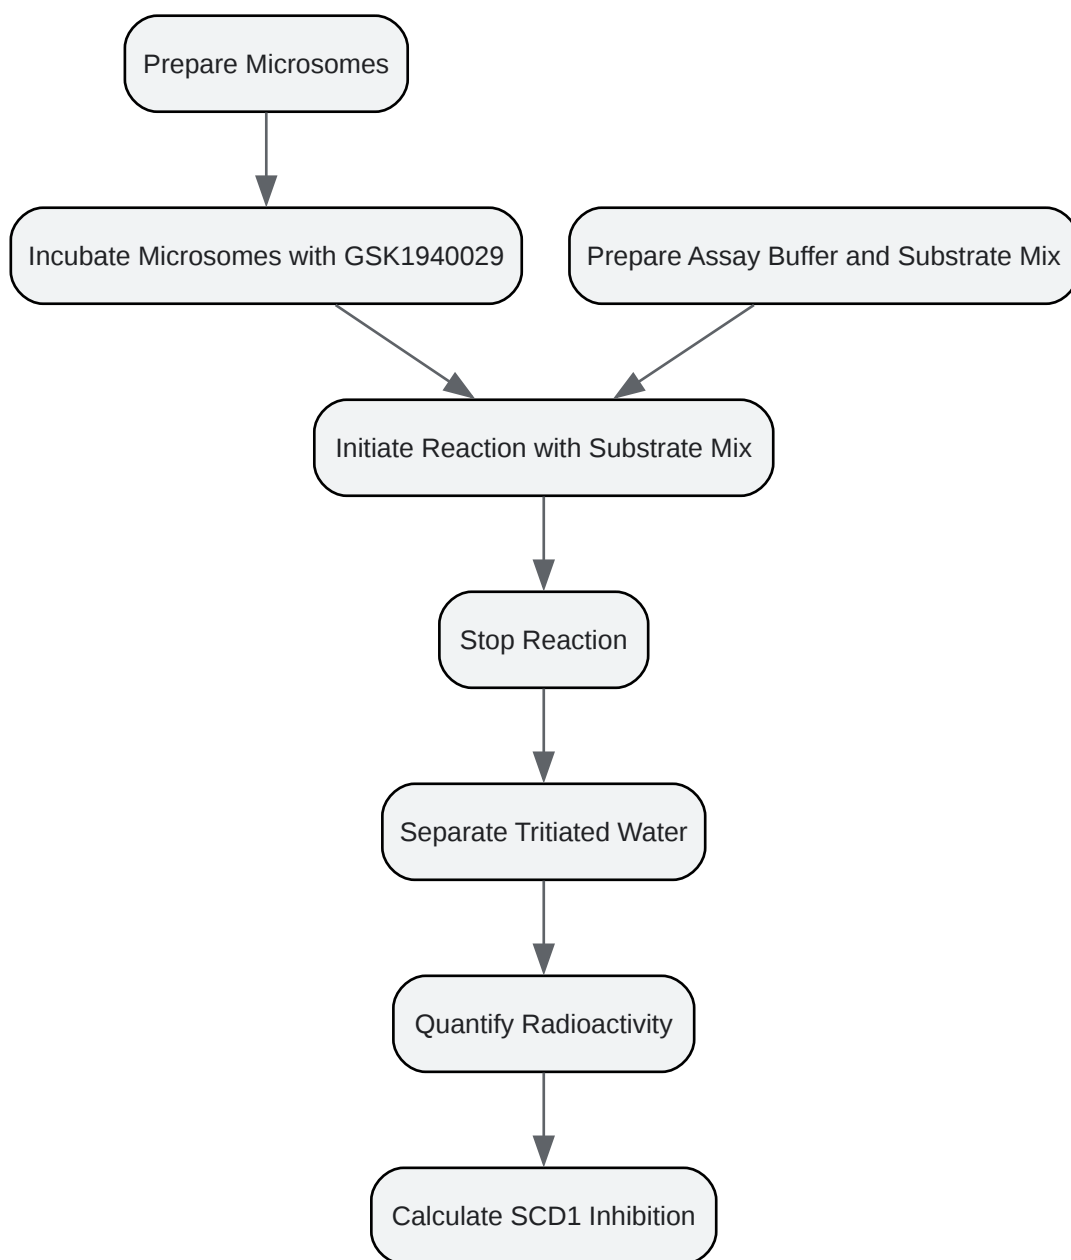 Prepare Microsomes
Incubate Microsomes with GSK1940029
Prepare Assay Buffer and Substrate Mix
Initiate Reaction with Substrate Mix
Stop Reaction
Separate Tritiated Water
Quantify Radioactivity
Calculate SCD1 Inhibition